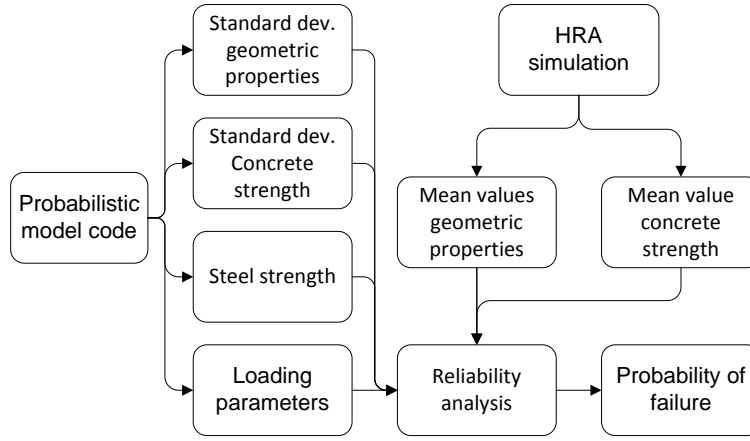 Standard dev.
geometric
properties
HRA
simulation
Standard dev.
Concrete
strength
Probabilistic
model code
Mean values
geometric
properties
Mean value
concrete
strength
Steel strength
Loading
parameters
Reliability
analysis
Probability of
failure